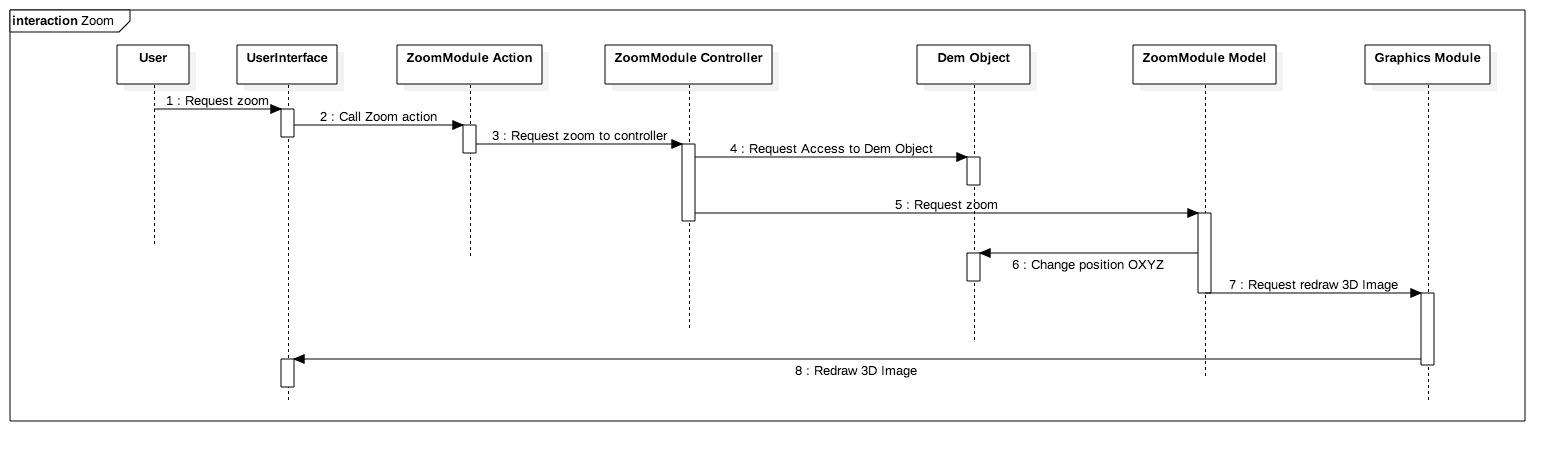 interaction Zoom
User
UserInterface
ZoomModule Action
ZoomModule Controller
Dem Object
ZoomModule Model
Graphics Module
1 : Request zoom
2 : Call Zoom action
3 : Request zoom to controller
4 : Request Access to Dem Object
5 : Request zoom
6 : Change position OXYZ
7 : Request redraw 3D Image
8 : Redraw 3D Image